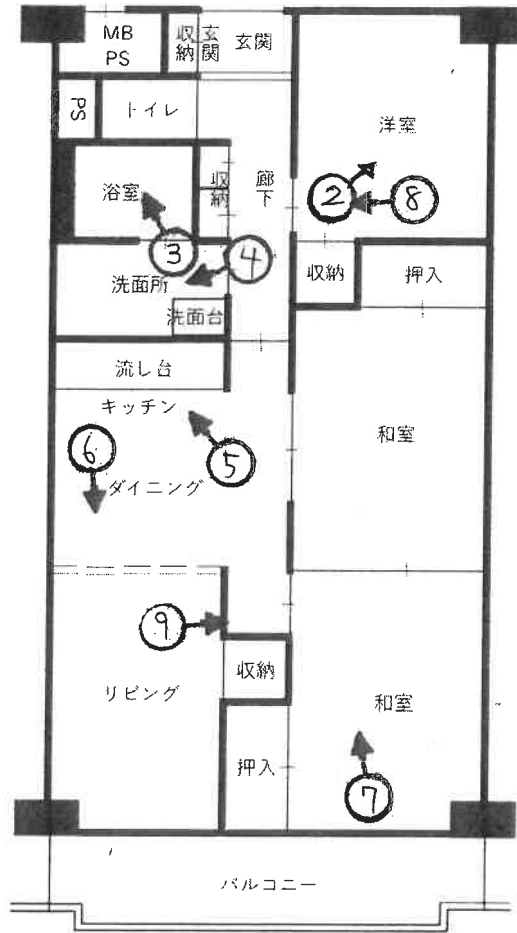 MB
PS
収納
玄関
玄関
PS
トイレ
洋室
浴室
収納
廊下
②
⑧
③
④
洗面所
洗面台
収納
押入
流し台
キッチン
和室
⑥
⑤
ダイニング
⑨
収納
リビング
和室
押入
⑦
バルコニー